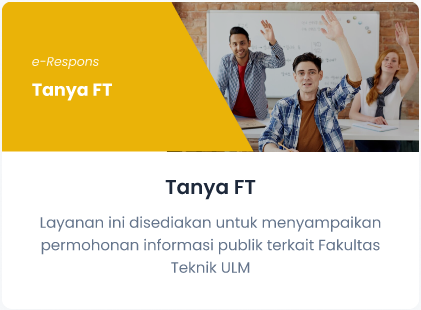 e-Respons
Tanya FT
Tanya FT
Layanan ini disediakan untuk menyampaikan
permohonan informasi publik terkait Fakultas
Teknik ULM